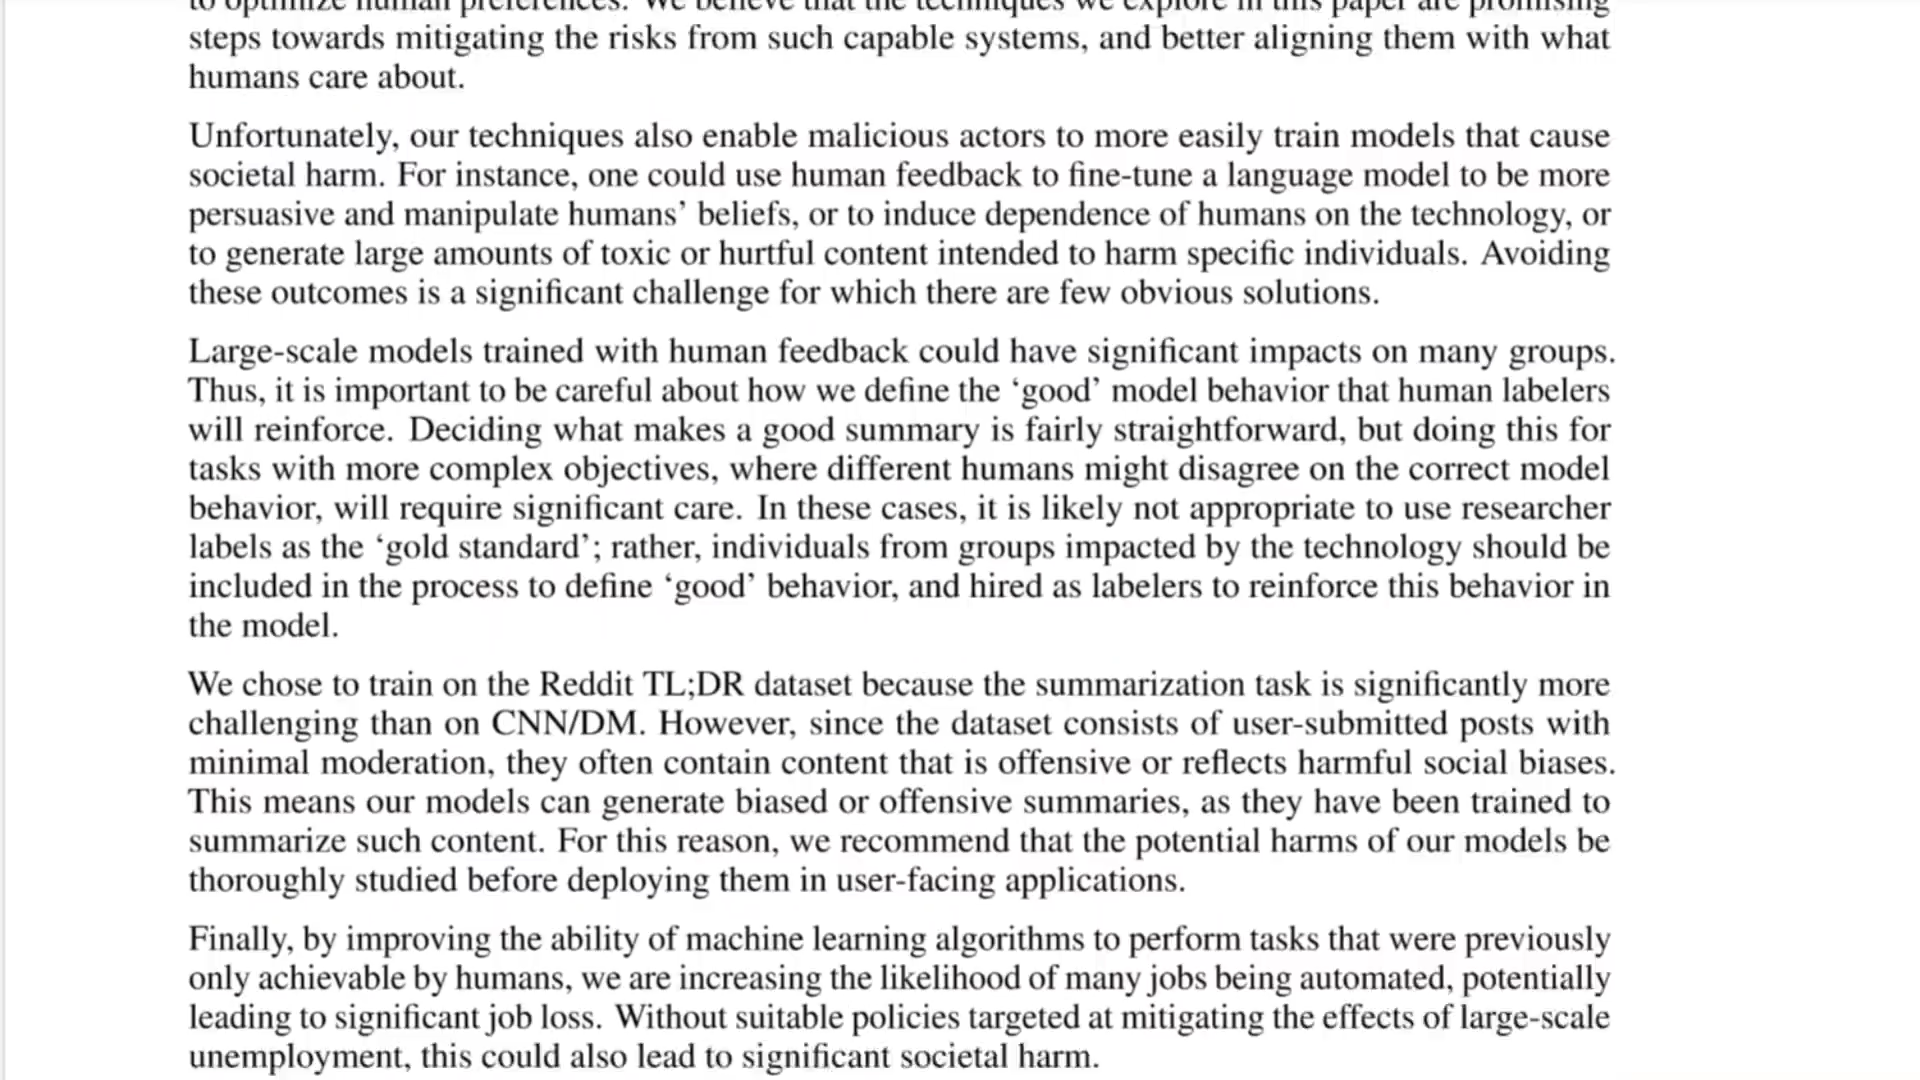 to optimize human preferences. We believe that the techniques we explore in this paper are promising
steps towards mitigating the risks from such capable systems, and better aligning them with what
humans care about.
Unfortunately, our techniques also enable malicious actors to more easily train models that cause
societal harm. For instance, one could use human feedback to fine-tune a language model to be more
persuasive and manipulate humans’ beliefs, or to induce dependence of humans on the technology, or
to generate large amounts of toxic or hurtful content intended to harm specific individuals. Avoiding
these outcomes is a significant challenge for which there are few obvious solutions.
Large-scale models trained with human feedback could have significant impacts on many groups.
Thus, it is important to be careful about how we define the ‘good’ model behavior that human labelers
will reinforce. Deciding what makes a good summary is fairly straightforward, but doing this for
tasks with more complex objectives, where different humans might disagree on the correct model
behavior, will require significant care. In these cases, it is likely not appropriate to use researcher
labels as the ‘gold standard’; rather, individuals from groups impacted by the technology should be
included in the process to define ‘good’ behavior, and hired as labelers to reinforce this behavior in
the model.
We chose to train on the Reddit TL;DR dataset because the summarization task is significantly more
challenging than on CNN/DM. However, since the dataset consists of user-submitted posts with
minimal moderation, they often contain content that is offensive or reflects harmful social biases.
This means our models can generate biased or offensive summaries, as they have been trained to
summarize such content. For this reason, we recommend that the potential harms of our models be
thoroughly studied before deploying them in user-facing applications.
Finally, by improving the ability of machine learning algorithms to perform tasks that were previously
only achievable by humans, we are increasing the likelihood of many jobs being automated, potentially
leading to significant job loss. Without suitable policies targeted at mitigating the effects of large-scale
unemployment, this could also lead to significant societal harm.